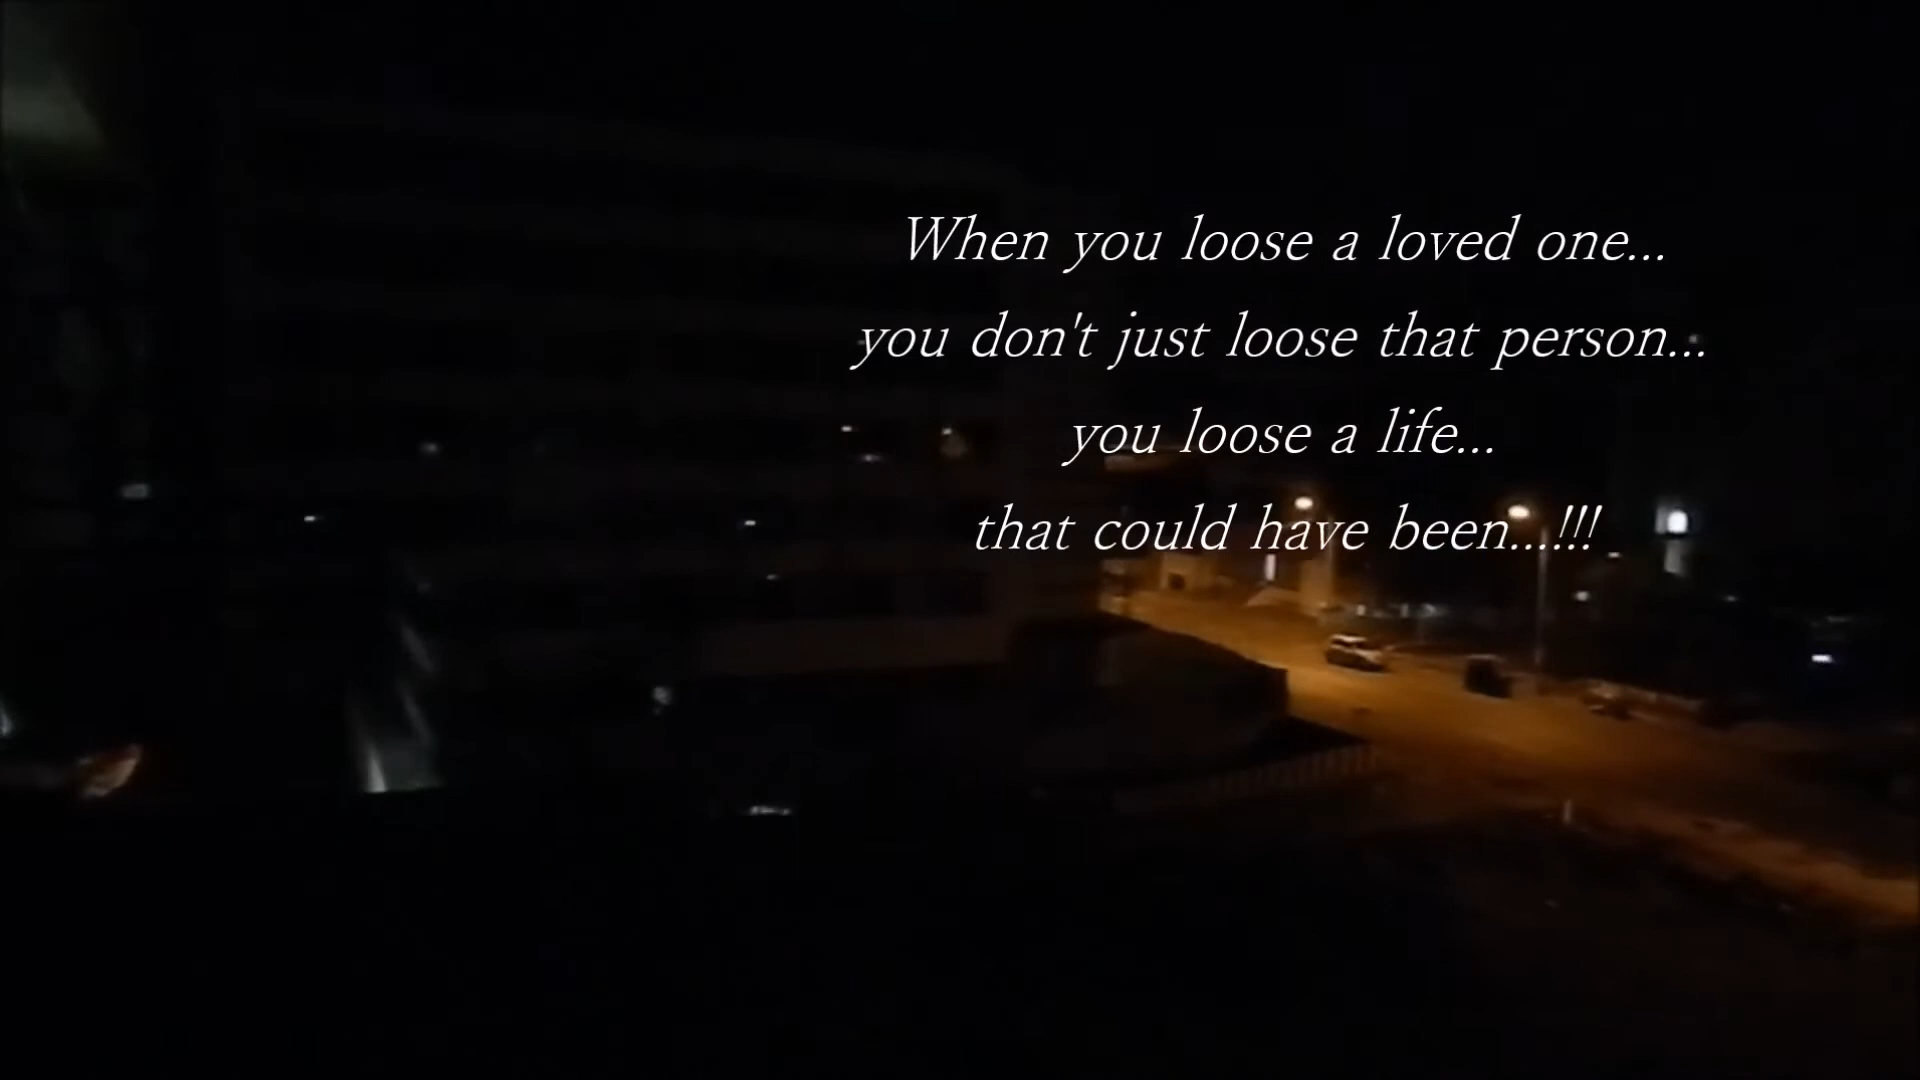 When you loose a loved one...
you don't just loose that person...
you loose a life...
that could have been...!!!